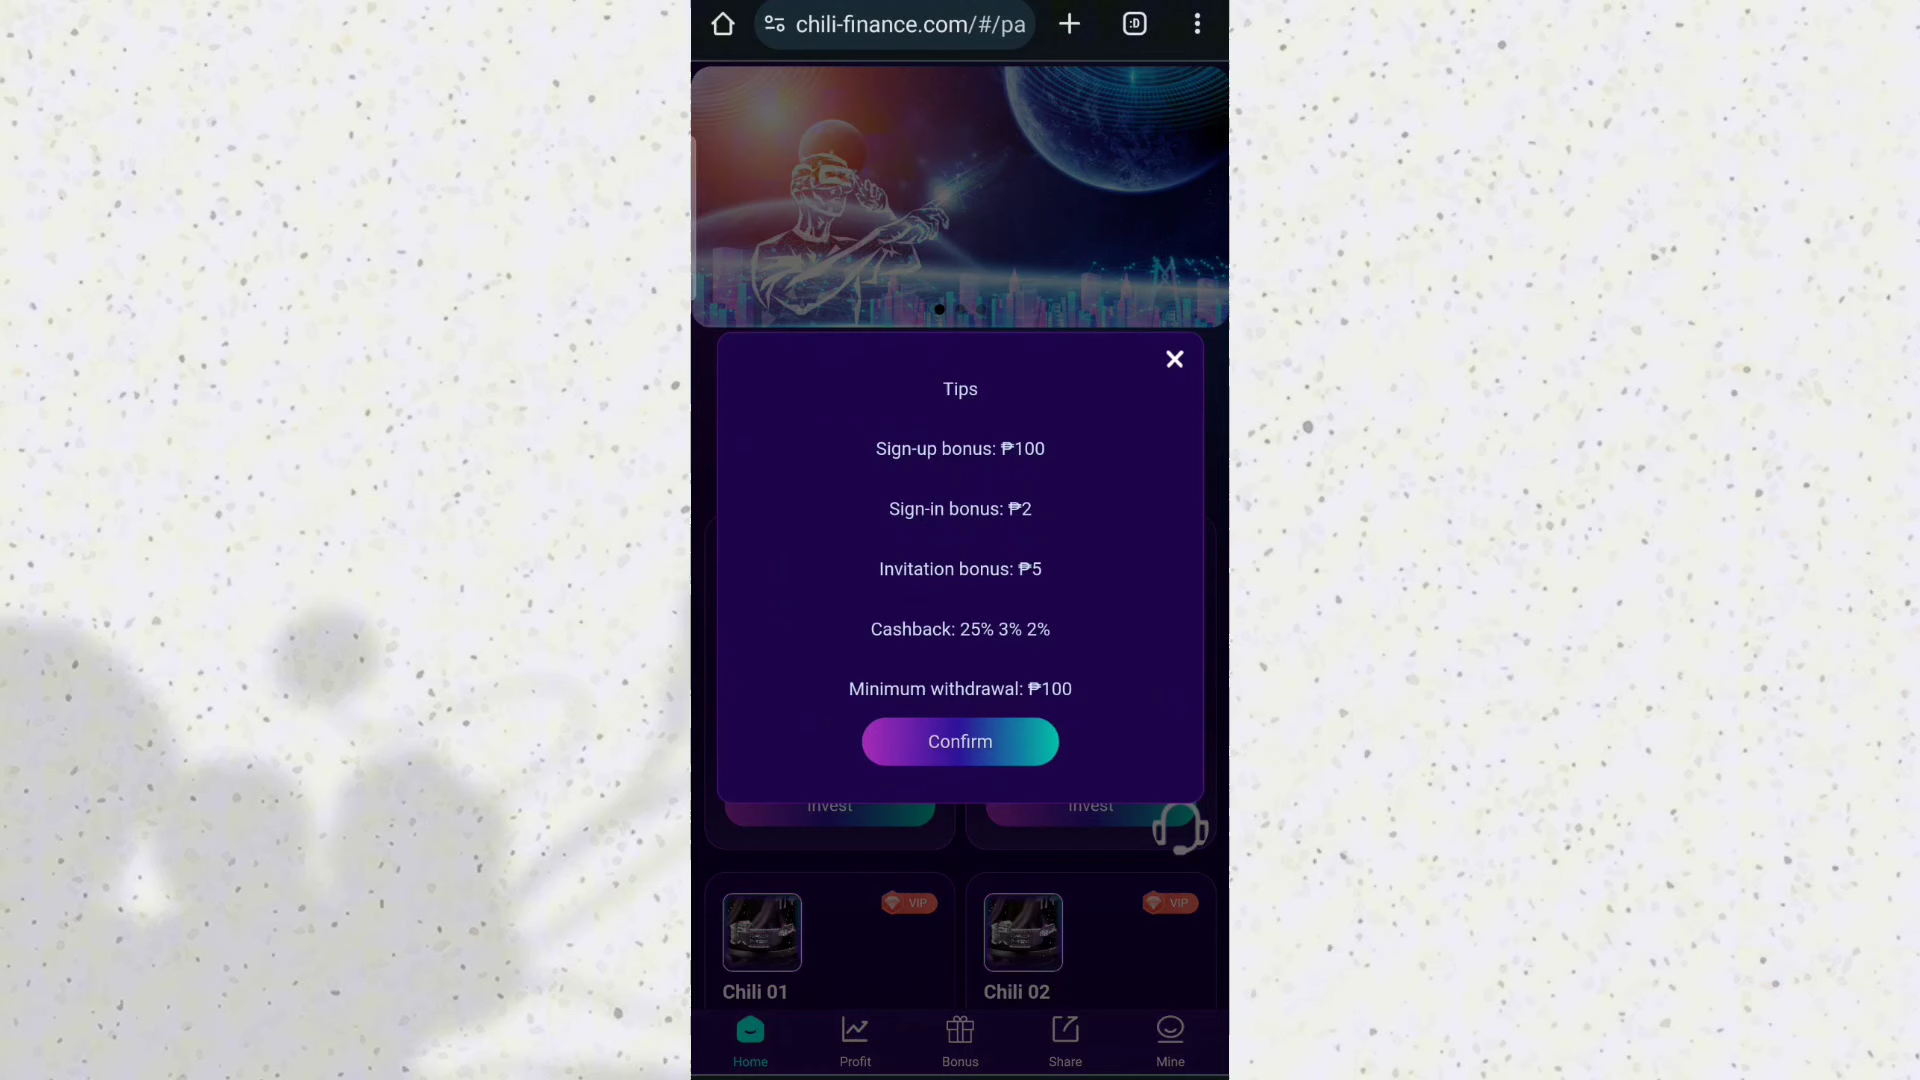 chili-finance.com/#/pa
:D
Tips
Sign-up bonus: ₱100
Sign-in bonus: ₱2
Invitation bonus: ₱5
Cashback: 25% 3% 2%
Minimum withdrawal: ₱100
Confirm
Invest Invest
VIP VIP
Chili 01 Chili 02
Home Profit Bonus Share Mine